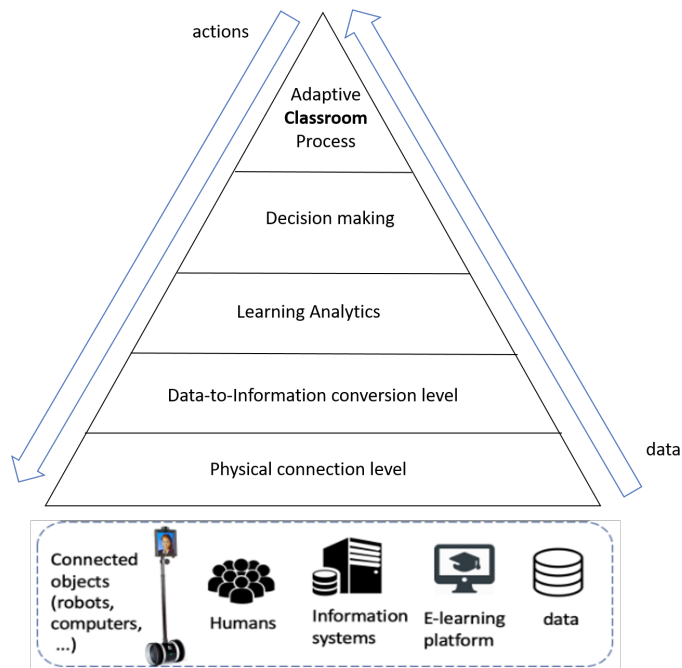 actions
Adaptive
Classroom
Process
Decision making
Learning Analytics
Data-to-Information conversion level
data
Physical connection level
Connected
objects
(robots,
computers,
...)
Humans
Information
systems
E-learning
platform
data